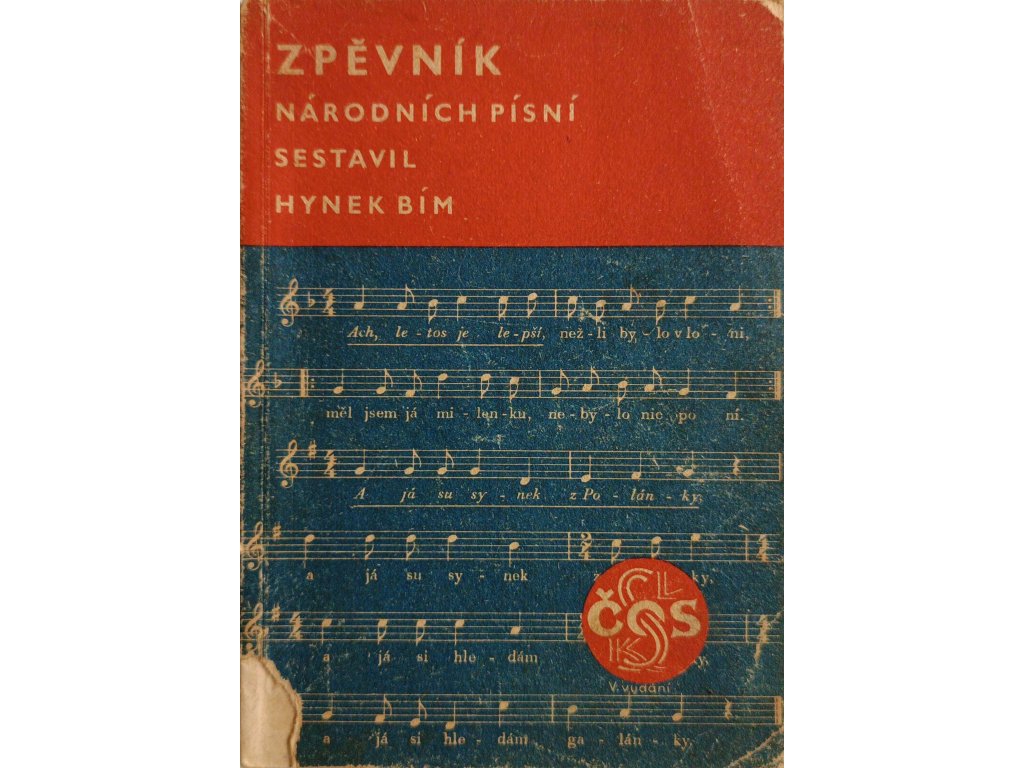 ZPĚVNÍK
NÁRODNÍCH PÍSNÍ
SESTAVIL
HYNEK BÍM
Ach, le-tos je le-pší, než-li by-lo v lo-ni,
měl jsem já mi-len-ku, ne-by-lo nic po ní.
A já su sy-nek z Po-lán-ky,
a já su sy-nek z ky,
a já si hle-dám
a já si hle-dám ga-lán-ky,
ČOS
V. vydání